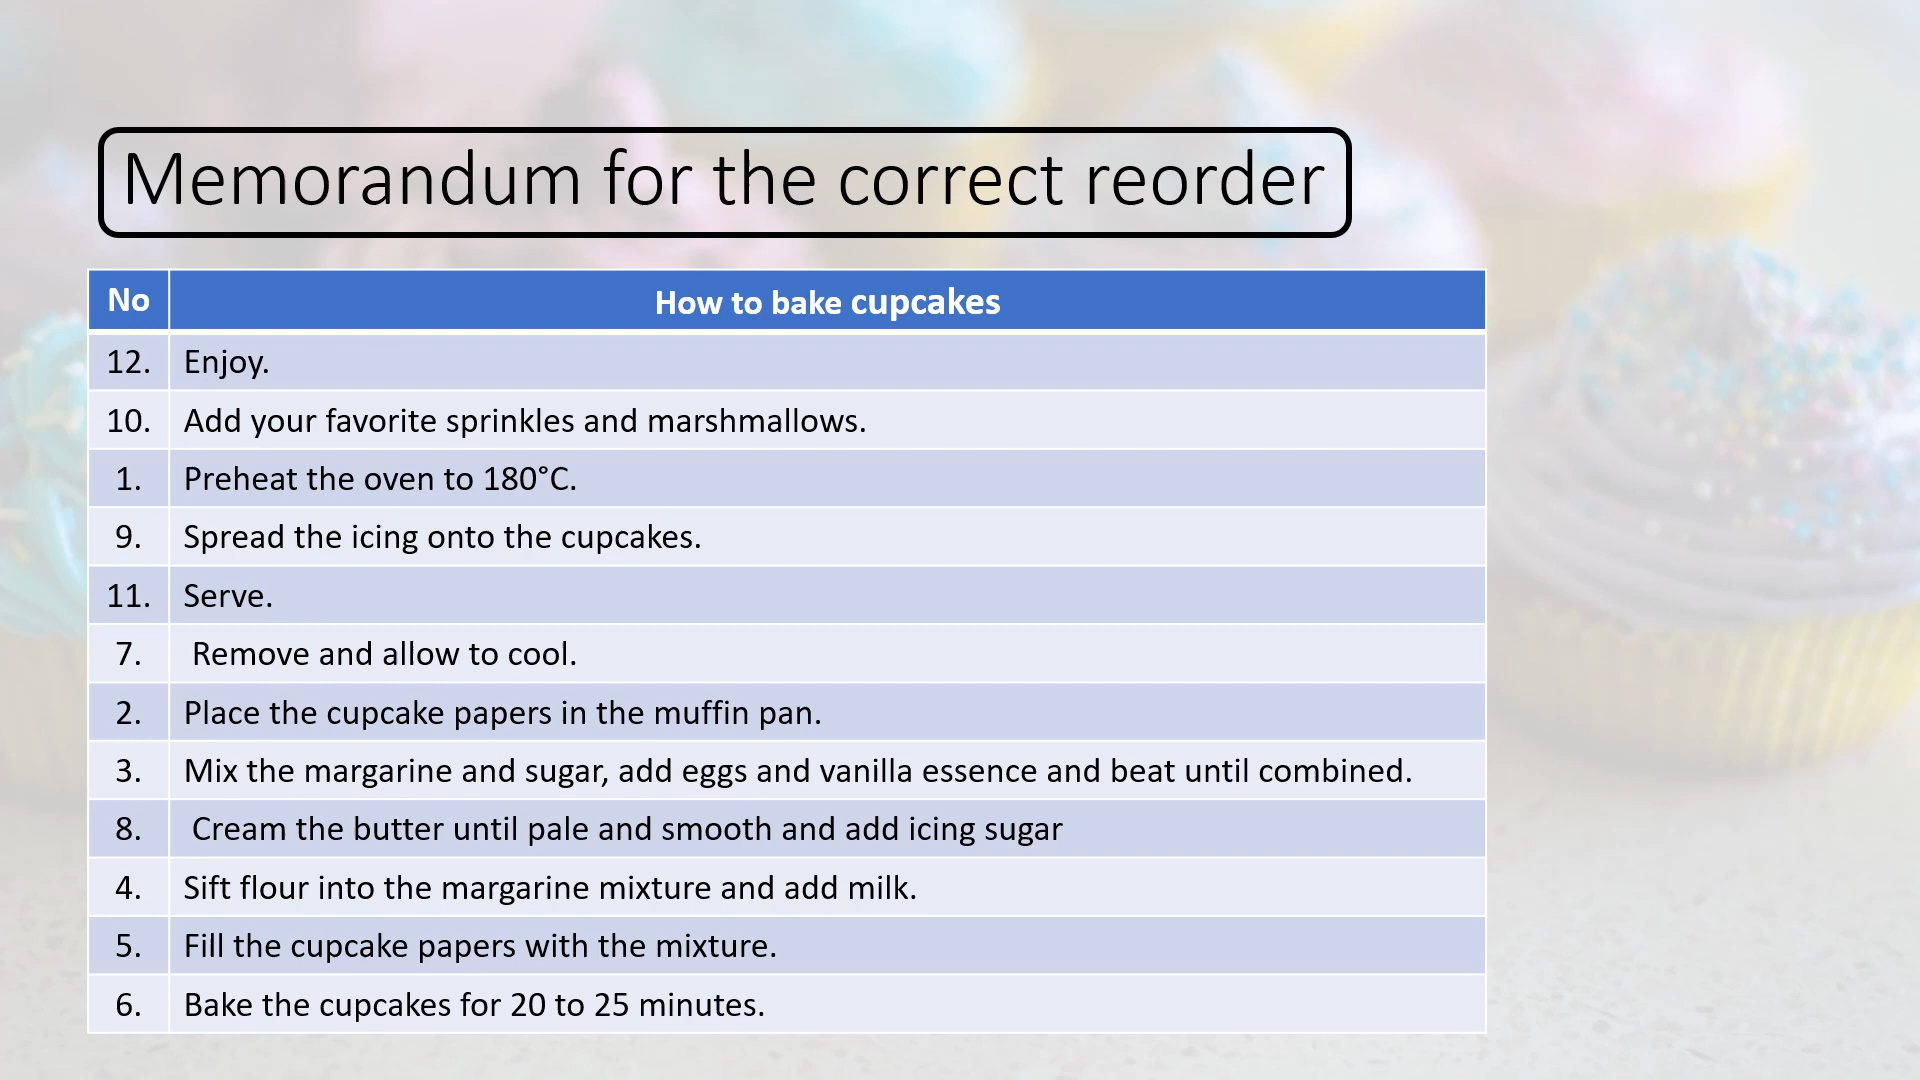 Memorandum for the correct reorder
No How to bake cupcakes
12. Enjoy.
10. Add your favorite sprinkles and marshmallows.
1. Preheat the oven to 180°C.
9. Spread the icing onto the cupcakes.
11. Serve.
7. Remove and allow to cool.
2. Place the cupcake papers in the muffin pan.
3. Mix the margarine and sugar, add eggs and vanilla essence and beat until combined.
8. Cream the butter until pale and smooth and add icing sugar
4. Sift flour into the margarine mixture and add milk.
5. Fill the cupcake papers with the mixture.
6. Bake the cupcakes for 20 to 25 minutes.